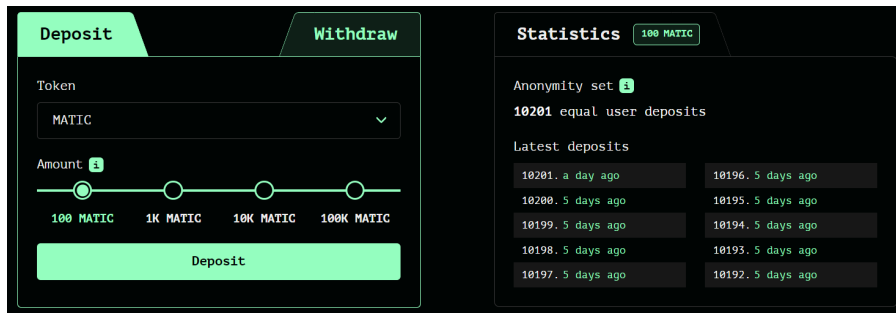 Deposit
Withdraw
Token
MATIC
Amount i
100 MATIC
1K MATIC
10K MATIC
100K MATIC
Deposit
Statistics 100 MATIC
Anonymity set i
10201 equal user deposits
Latest deposits
10201. a day ago
10200. 5 days ago
10199. 5 days ago
10198. 5 days ago
10197. 5 days ago
10196. 5 days ago
10195. 5 days ago
10194. 5 days ago
10193. 5 days ago
10192. 5 days ago